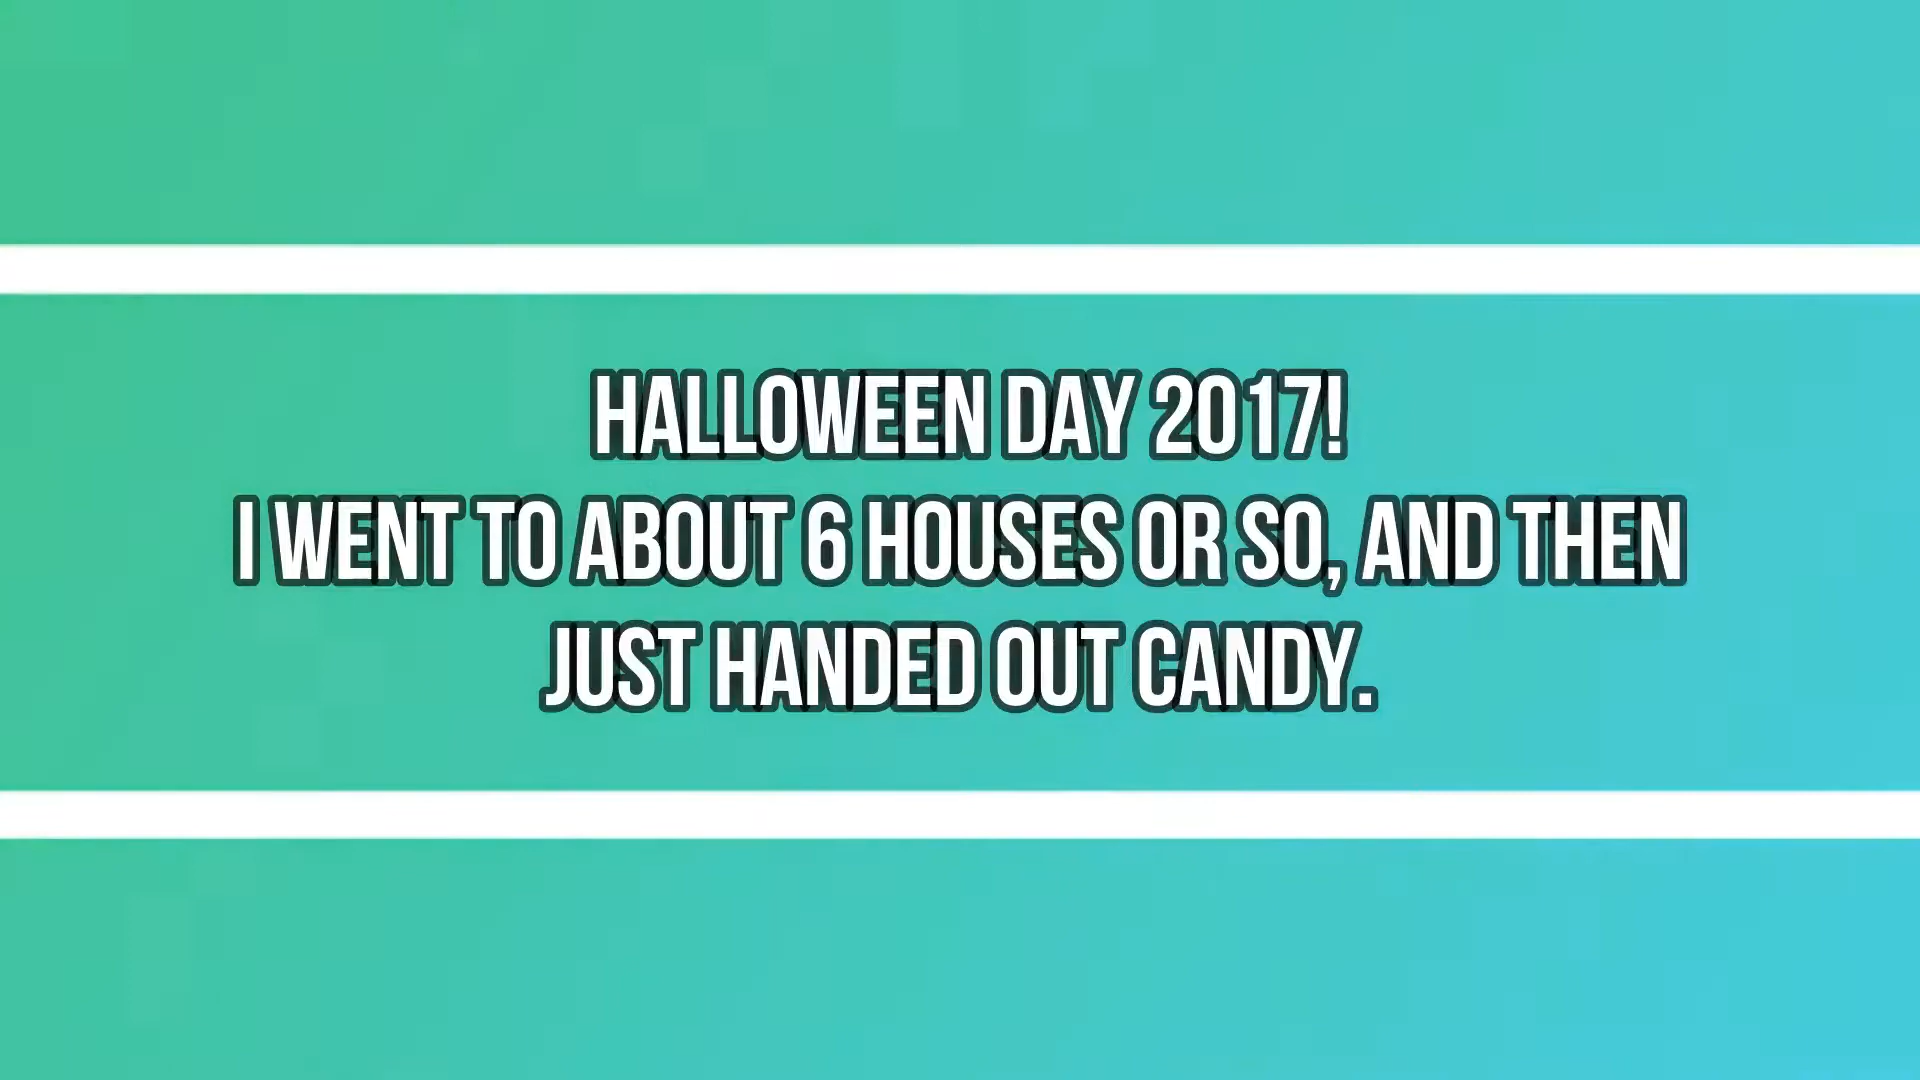 HALLOWEEN DAY 2017!
I WENT TO ABOUT 6 HOUSES OR SO, AND THEN
JUST HANDED OUT CANDY.